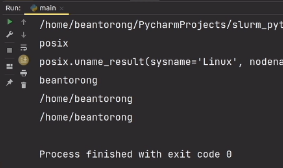 Run: main
/home/beantorong/PycharmProjects/slurm_pyt
posix
posix.uname_result(sysname='Linux', nodena
beantorong
/home/beantorong
/home/beantorong
Process finished with exit code 0